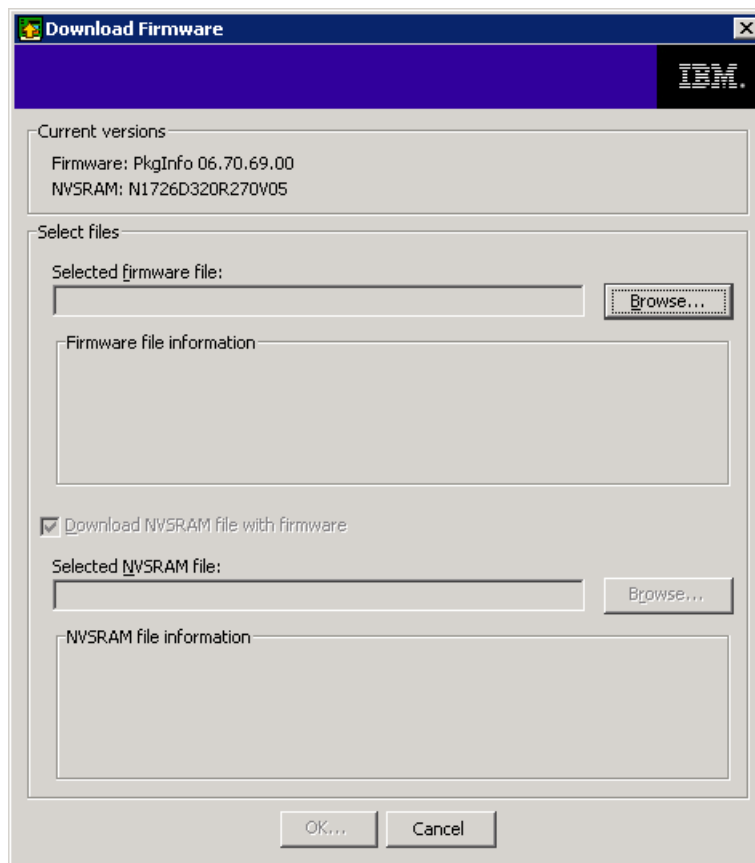 Download Firmware
IBM.
Current versions
Firmware: PkgInfo 06.70.69.00
NVSRAM: N1726D320R270V05
Select files
Selected firmware file:
Browse...
Firmware file information
Download NVSRAM file with firmware
Selected NVSRAM file:
Browse...
NVSRAM file information
OK...
Cancel